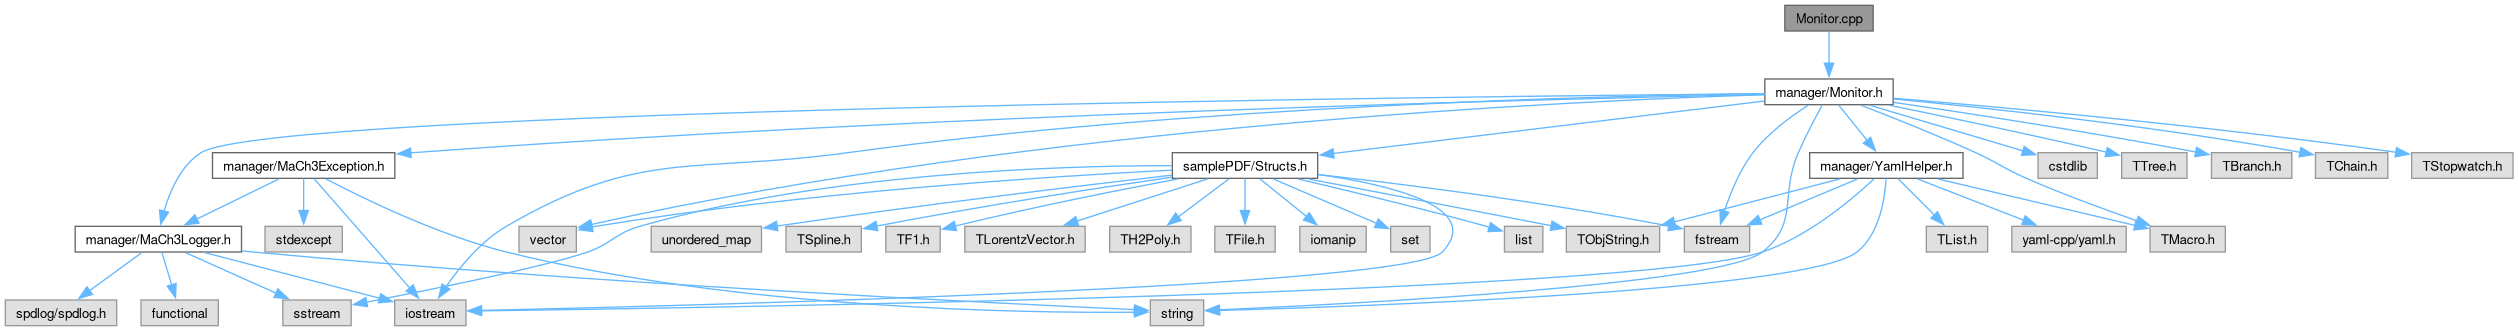 Monitor.cpp
manager/Monitor.h
manager/MaCh3Exception.h
samplePDF/Structs.h
manager/YamlHelper.h
cstdlib
TTree.h
TBranch.h
TChain.h
TStopwatch.h
manager/MaCh3Logger.h
stdexcept
vector
unordered_map
TSpline.h
TF1.h
TLorentzVector.h
TH2Poly.h
TFile.h
iomanip
set
list
TObjString.h
fstream
TList.h
yaml-cpp/yaml.h
TMacro.h
spdlog/spdlog.h
functional
sstream
iostream
string